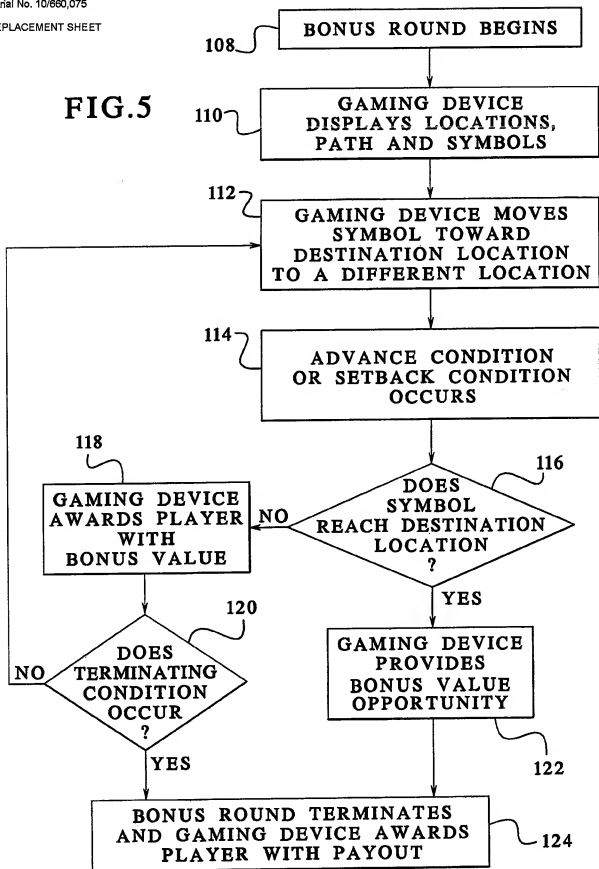 rial No. 10/660,075
EPLACEMENT SHEET
FIG.5
108
BONUS ROUND BEGINS
110
GAMING DEVICE
DISPLAYS LOCATIONS,
PATH AND SYMBOLS
112
GAMING DEVICE MOVES
SYMBOL TOWARD
DESTINATION LOCATION
TO A DIFFERENT LOCATION
114
ADVANCE CONDITION
OR SETBACK CONDITION
OCCURS
116
DOES
SYMBOL
REACH DESTINATION
LOCATION
?
NO
YES
118
GAMING DEVICE
AWARDS PLAYER
WITH
BONUS VALUE
120
DOES
TERMINATING
CONDITION
OCCUR
?
NO
YES
GAMING DEVICE
PROVIDES
BONUS VALUE
OPPORTUNITY
122
BONUS ROUND TERMINATES
AND GAMING DEVICE AWARDS
PLAYER WITH PAYOUT
124